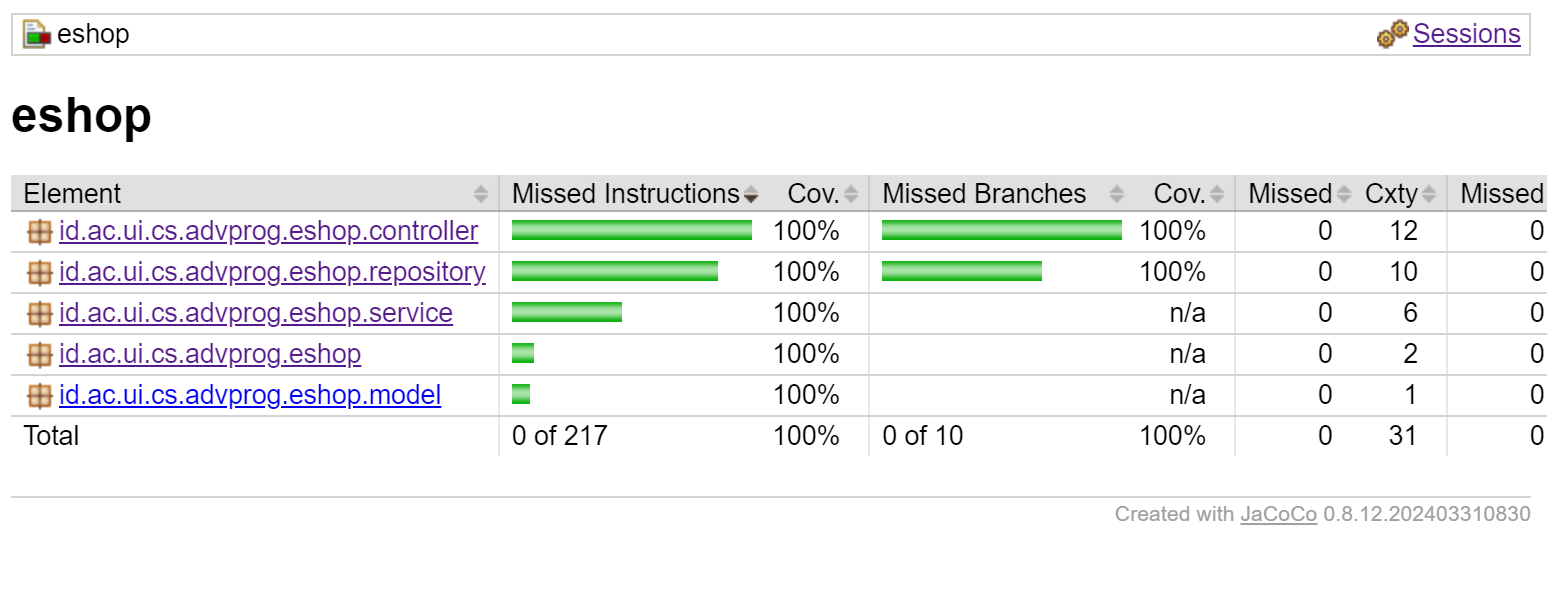 eshop Sessions
eshop
Element Missed Instructions Cov. Missed Branches Cov. Missed Cxty Missed
id.ac.ui.cs.advprog.eshop.controller 100% 100% 0 12 0
id.ac.ui.cs.advprog.eshop.repository 100% 100% 0 10 0
id.ac.ui.cs.advprog.eshop.service 100% n/a 0 6 0
id.ac.ui.cs.advprog.eshop 100% n/a 0 2 0
id.ac.ui.cs.advprog.eshop.model 100% n/a 0 1 0
Total 0 of 217 100% 0 of 10 100% 0 31 0
Created with JaCoCo 0.8.12.202403310830